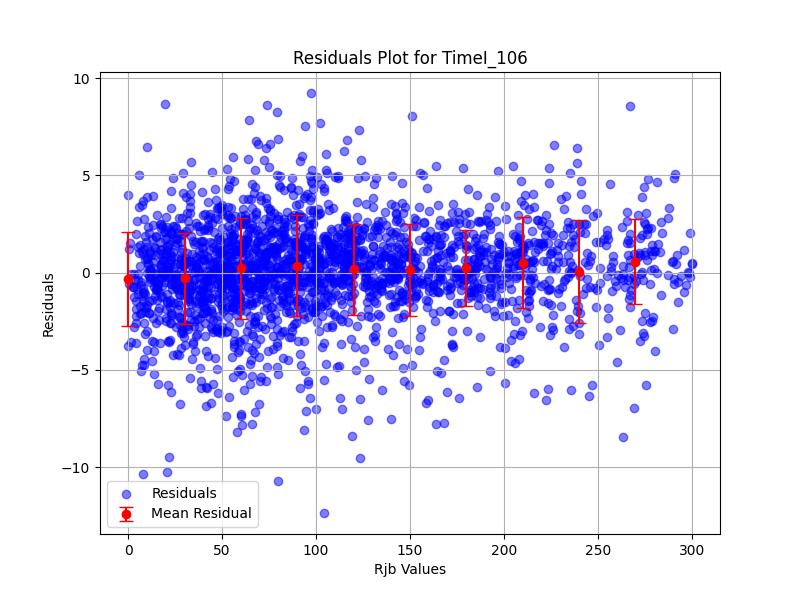 Residuals Plot for TimeI_106
10
5
0
−5
−10
Residuals
0 50 100 150 200 250 300
Rjb Values
Residuals
Mean Residual